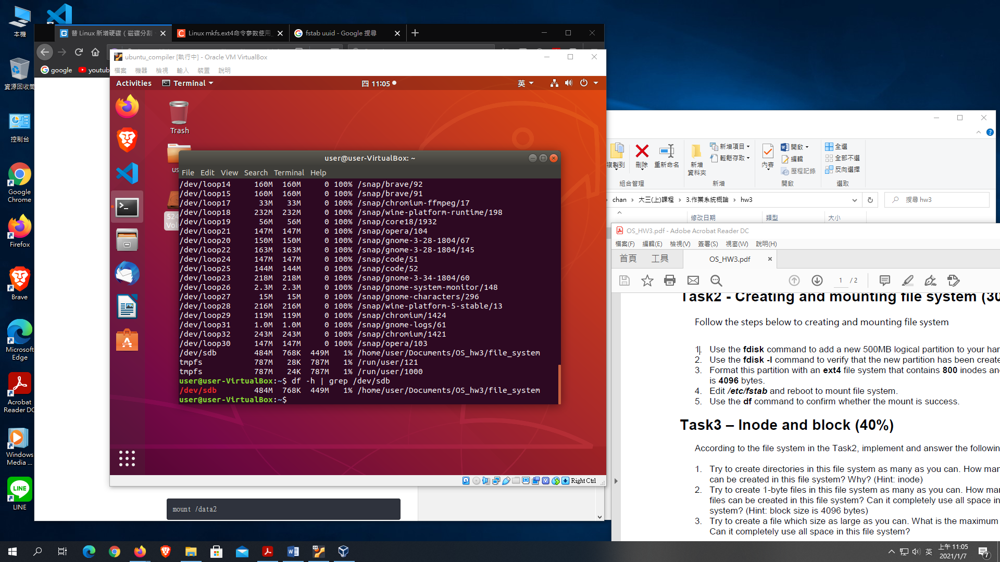 本機
資源回收筒
控制台
Google
Chrome
Firefox
Brave
Microsoft
Edge
Acrobat
Reader DC
Windows
Media ...
LINE
替 Linux 新增硬碟（磁碟分割
Linux mkfs.ext4命令参数使用_
fstab uuid - Google 搜尋
google
youtub
ubuntu_compiler [執行中] - Oracle VM VirtualBox
檔案 機器 檢視 輸入 裝置 說明
Activities Terminal 四 11:05 英
Trash
us
524
Vol
user@user-VirtualBox: ~
File Edit View Search Terminal Help
/dev/loop14 160M 160M 0 100% /snap/brave/92
/dev/loop15 160M 160M 0 100% /snap/brave/91
/dev/loop17 33M 33M 0 100% /snap/chromium-ffmpeg/17
/dev/loop18 232M 232M 0 100% /snap/wine-platform-runtime/198
/dev/loop19 56M 56M 0 100% /snap/core18/1932
/dev/loop21 147M 147M 0 100% /snap/opera/104
/dev/loop20 150M 150M 0 100% /snap/gnome-3-28-1804/67
/dev/loop22 163M 163M 0 100% /snap/gnome-3-28-1804/145
/dev/loop24 147M 147M 0 100% /snap/code/51
/dev/loop25 144M 144M 0 100% /snap/code/52
/dev/loop23 218M 218M 0 100% /snap/gnome-3-34-1804/60
/dev/loop26 2.3M 2.3M 0 100% /snap/gnome-system-monitor/148
/dev/loop27 15M 15M 0 100% /snap/gnome-characters/296
/dev/loop28 216M 216M 0 100% /snap/wine-platform-5-stable/13
/dev/loop29 119M 119M 0 100% /snap/chromium/1424
/dev/loop31 1.0M 1.0M 0 100% /snap/gnome-logs/61
/dev/loop32 243M 243M 0 100% /snap/chromium/1421
/dev/loop30 147M 147M 0 100% /snap/opera/103
/dev/sdb 484M 768K 449M 1% /home/user/Documents/OS_hw3/file_system
tmpfs 787M 28K 787M 1% /run/user/121
tmpfs 787M 24K 787M 1% /run/user/1000
user@user-VirtualBox:~$ df -h | grep /dev/sdb
/dev/sdb 484M 768K 449M 1% /home/user/Documents/OS_hw3/file_system
user@user-VirtualBox:~$
Right Ctrl
mount /data2
複製到 刪除 重新命名
組合管理
新增
資料夾
新增項目
輕鬆存取
新增
內容
開啟
編輯
歷程記錄
開啟
全選
全部不選
反向選擇
選取
chan › 大三(上)課程 › 3.作業系統概論 › hw3
搜尋 hw3
修改日期 類型 大小
OS_HW3.pdf - Adobe Acrobat Reader DC
檔案(F) 編輯(E) 檢視(V) 簽署(S) 視窗(W) 說明(H)
首頁 工具 OS_HW3.pdf
1 / 2
Task2 - Creating and mounting file system (30
Follow the steps below to creating and mounting file system
1. Use the fdisk command to add a new 500MB logical partition to your har
2. Use the fdisk -l command to verify that the new partition has been create
3. Format this partition with an ext4 file system that contains 800 inodes an
is 4096 bytes.
4. Edit /etc/fstab and reboot to mount file system.
5. Use the df command to confirm whether the mount is success.
Task3 – Inode and block (40%)
According to the file system in the Task2, implement and answer the followin
1. Try to create directories in this file system as many as you can. How man
can be created in this file system? Why? (Hint: inode)
2. Try to create 1-byte files in this file system as many as you can. How ma
files can be created in this file system? Can it completely use all space in
system? (Hint: block size is 4096 bytes)
3. Try to create a file which size as large as you can. What is the maximum
Can it completely use all space in this file system?
英
上午 11:05
2021/1/7
7